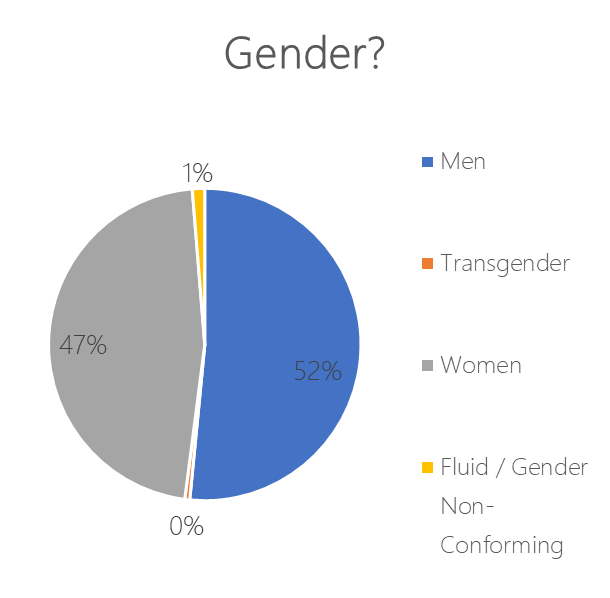 Gender?
1%
47%
52%
0%
Men
Transgender
Women
Fluid / Gender
Non-
Conforming